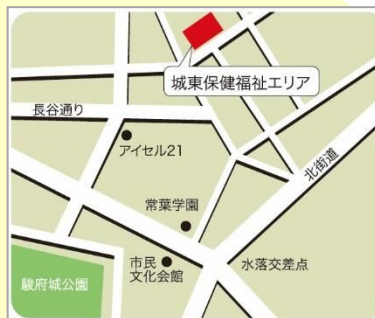 城東保健福祉エリア
長谷通り
アイセル21
北街道
常葉学園
市民
文化会館
水落交差点
駿府城公園